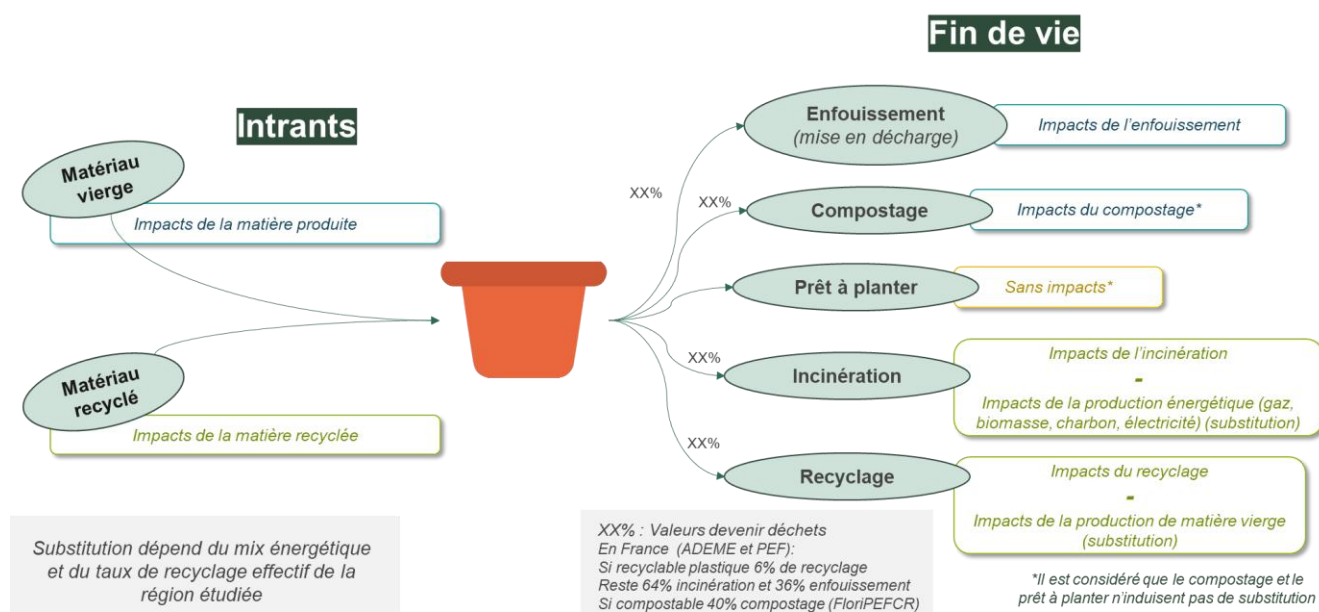 Intrants
Matériau
vierge
Impacts de la matière produite
Matériau
recyclé
Impacts de la matière recyclée
Substitution dépend du mix énergétique
et du taux de recyclage effectif de la
région étudiée
Fin de vie
XX%
Enfouissement
(mise en décharge)
Impacts de l'enfouissement
XX%
Compostage
Impacts du compostage*
Prêt à planter
Sans impacts*
XX%
Incinération
Impacts de l'incinération
-
Impacts de la production énergétique (gaz,
biomasse, charbon, électricité) (substitution)
XX%
Recyclage
Impacts du recyclage
-
Impacts de la production de matière vierge
(substitution)
XX% : Valeurs devenir déchets
En France (ADEME et PEF):
Si recyclable plastique 6% de recyclage
Reste 64% incinération et 36% enfouissement
Si compostable 40% compostage (FloriPEFCR)
*Il est considéré que le compostage et le
prêt à planter n'induisent pas de substitution